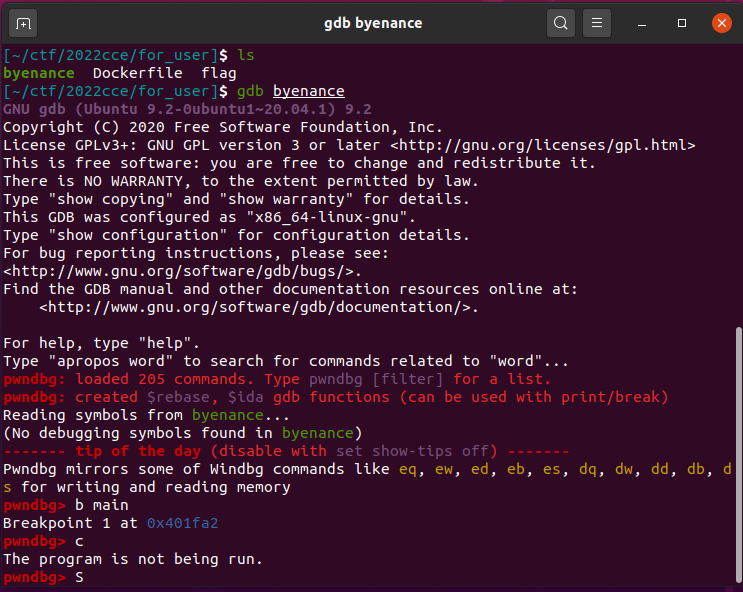 gdb byenance
[~/ctf/2022cce/for_user]$ ls
byenance  Dockerfile  flag
[~/ctf/2022cce/for_user]$ gdb byenance
GNU gdb (Ubuntu 9.2-0ubuntu1~20.04.1) 9.2
Copyright (C) 2020 Free Software Foundation, Inc.
License GPLv3+: GNU GPL version 3 or later <http://gnu.org/licenses/gpl.html>
This is free software: you are free to change and redistribute it.
There is NO WARRANTY, to the extent permitted by law.
Type "show copying" and "show warranty" for details.
This GDB was configured as "x86_64-linux-gnu".
Type "show configuration" for configuration details.
For bug reporting instructions, please see:
<http://www.gnu.org/software/gdb/bugs/>.
Find the GDB manual and other documentation resources online at:
    <http://www.gnu.org/software/gdb/documentation/>.
For help, type "help".
Type "apropos word" to search for commands related to "word"...
pwndbg: loaded 205 commands. Type pwndbg [filter] for a list.
pwndbg: created $rebase, $ida gdb functions (can be used with print/break)
Reading symbols from byenance...
(No debugging symbols found in byenance)
------- tip of the day (disable with set show-tips off) -------
Pwndbg mirrors some of Windbg commands like eq, ew, ed, eb, es, dq, dw, dd, db, d
s for writing and reading memory
pwndbg> b main
Breakpoint 1 at 0x401fa2
pwndbg> c
The program is not being run.
pwndbg> S